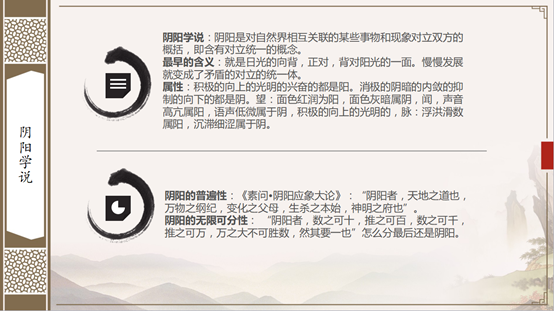 阴阳学说
阴阳学说：阴阳是对自然界相互关联的某些事物和现象对立双方的
概括，即含有对立统一的概念。
最早的含义：就是日光的向背，正对，背对阳光的一面。慢慢发展
就变成了矛盾的对立的统一体。
属性：积极的向上的光明的兴奋的都是阳。消极的阴暗的内敛的抑
制的向下的都是阴。望：面色红润为阳，面色灰暗属阴，闻，声音
高亢属阳，语声低微属于阴，积极的向上的光明的，脉：浮洪滑数
属阳，沉滞细涩属于阴。
阴阳的普遍性：《素问•阴阳应象大论》：“阴阳者，天地之道也，
万物之纲纪，变化之父母，生杀之本始，神明之府也”。
阴阳的无限可分性：“阴阳者，数之可十，推之可百，数之可千，
推之可万，万之大不可胜数，然其要一也”怎么分最后还是阴阳。